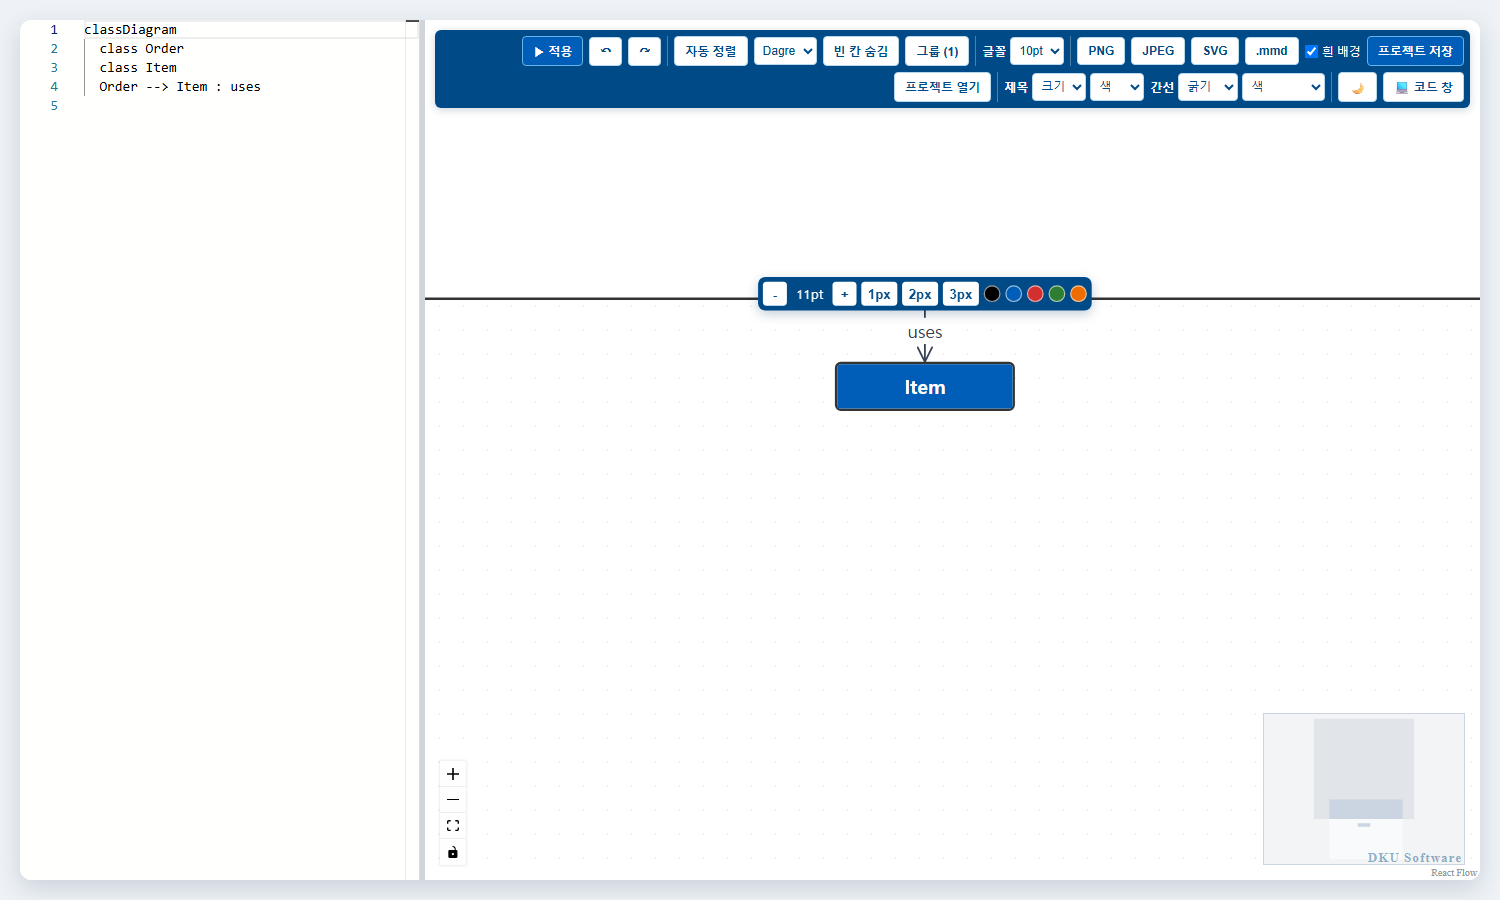 1 classDiagram
2 class Order
3 class Item
4 Order --> Item : uses
5
▶ 적용
자동 정렬
Dagre
빈 칸 숨김
그룹 (1)
글꼴
10pt
PNG
JPEG
SVG
.mmd
흰 배경
프로젝트 저장
프로젝트 열기
제목
크기
색
간선
굵기
색
코드 창
-
11pt
+
1px
2px
3px
uses
Item
DKU Software
React Flow